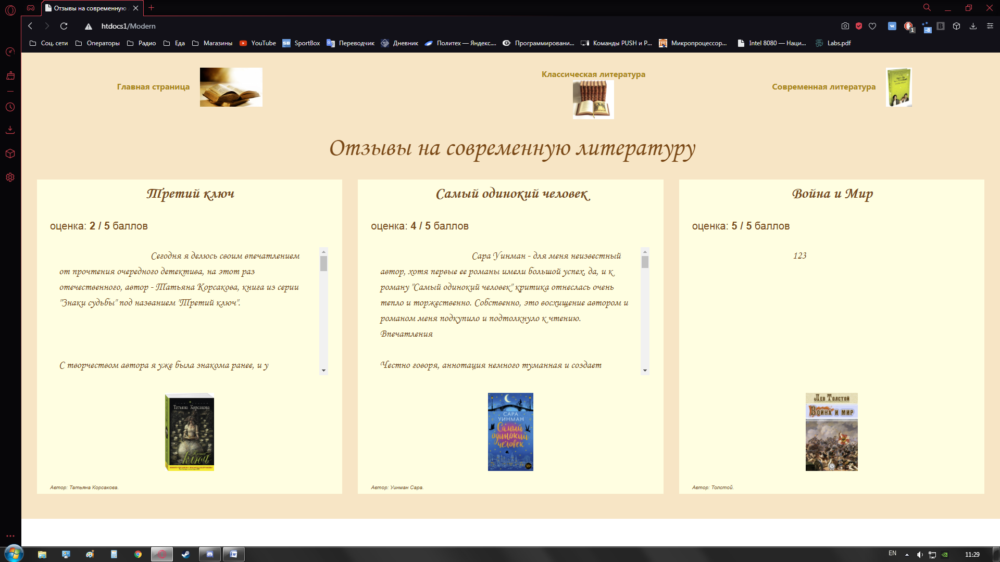 Отзывы на современную
htdocs1/Modern
1
-8
Соц. сети
Операторы
Радио
Еда
Магазины
YouTube
SB
SportBox
Переводчик
Дневник
Политех — Яндекс....
Программировани...
Команды PUSH и P...
Микропроцессор...
Intel 8080 — Наци...
Labs.pdf
Главная страница
Классическая литература
Современная литература
Отзывы на современную литературу
Третий ключ
оценка: 2 / 5 баллов
Сегодня я делюсь своим впечатлением
от прочтения очередного детектива, на этот раз
отечественного, автор - Татьяна Корсакова, книга из серии
"Знаки судьбы" под названием "Третий ключ".
С творчеством автора я уже была знакома ранее, и у
Татьяна Корсакова
Третий
ключ
Автор: Татьяна Корсакова.
Самый одинокий человек
оценка: 4 / 5 баллов
Сара Уинман - для меня неизвестный
автор, хотя первые ее романы имели большой успех, да, и к
роману "Самый одинокий человек" критика отнеслась очень
тепло и торжественно. Собственно, это восхищение автором и
романом меня подкупило и подтолкнуло к чтению.
Впечатления
Честно говоря, аннотация немного туманная и создает
САРА
УИНМАН
Самый
одинокий
человек
18+
Автор: Уинман Сара.
Война и Мир
оценка: 5 / 5 баллов
123
Лев Толстой
Война и мир
Автор: Толстой.
EN
11:29